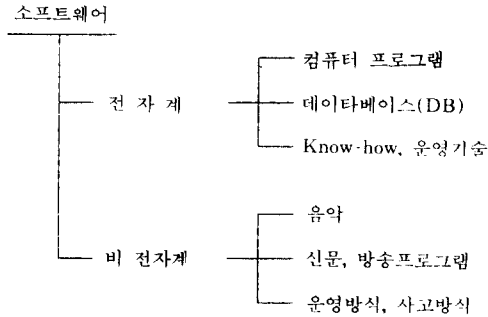 소프트웨어
컴퓨터 프로그램
전 자 계
데이타베이스(DB)
Know-how, 운영기술
음악
비 전자계
신문, 방송프로그램
운영방식, 사고방식